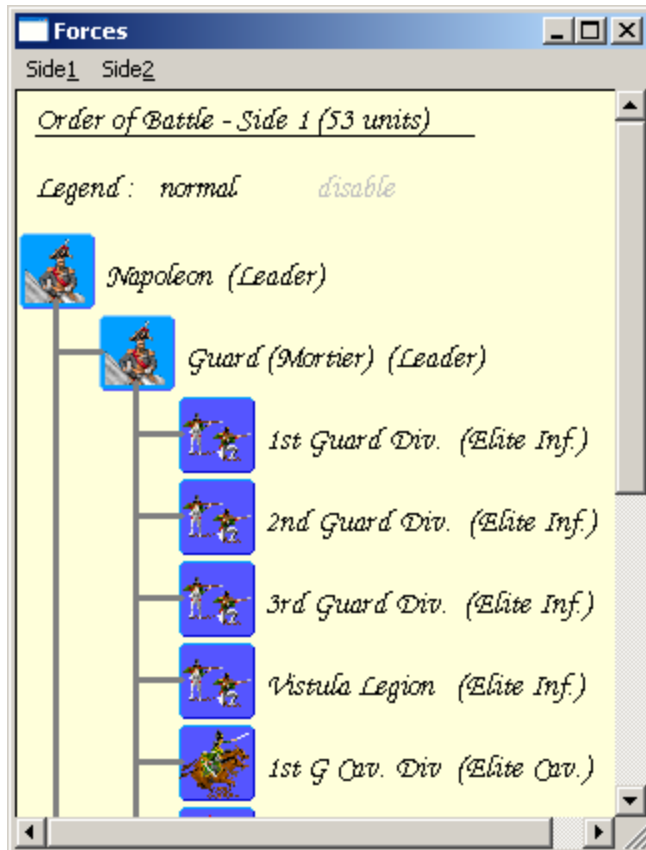 Forces
Side1 Side2
Order of Battle - Side 1 (53 units)
Legend : normal disable
Napoleon (Leader)
Guard (Mortier) (Leader)
1st Guard Div. (Elite Inf.)
2nd Guard Div. (Elite Inf.)
3rd Guard Div. (Elite Inf.)
Vistula Legion (Elite Inf.)
1st G Cav. Div (Elite Cav.)